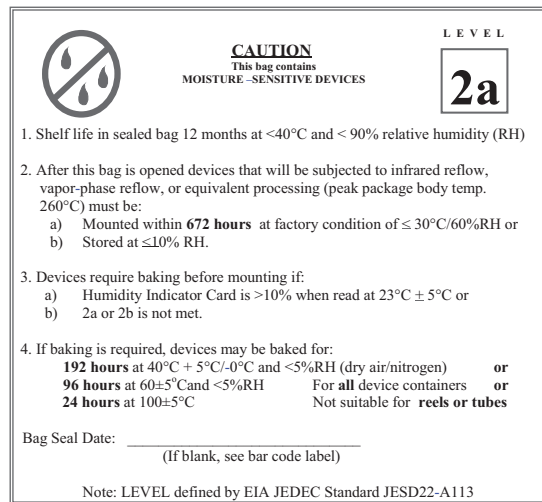 LEVEL
CAUTION
This bag contains
MOISTURE –SENSITIVE DEVICES
2a
1. Shelf life in sealed bag 12 months at <40°C and < 90% relative humidity (RH)
2. After this bag is opened devices that will be subjected to infrared reflow,
vapor-phase reflow, or equivalent processing (peak package body temp.
260°C) must be:
a) Mounted within 672 hours at factory condition of ≤ 30°C/60%RH or
b) Stored at ≤10% RH.
3. Devices require baking before mounting if:
a) Humidity Indicator Card is >10% when read at 23°C ± 5°C or
b) 2a or 2b is not met.
4. If baking is required, devices may be baked for:
192 hours at 40°C + 5°C/-0°C and <5%RH (dry air/nitrogen) or
96 hours at 60±5°Cand <5%RH For all device containers or
24 hours at 100±5°C Not suitable for reels or tubes
Bag Seal Date: ____________________________
(If blank, see bar code label)
Note: LEVEL defined by EIA JEDEC Standard JESD22-A113